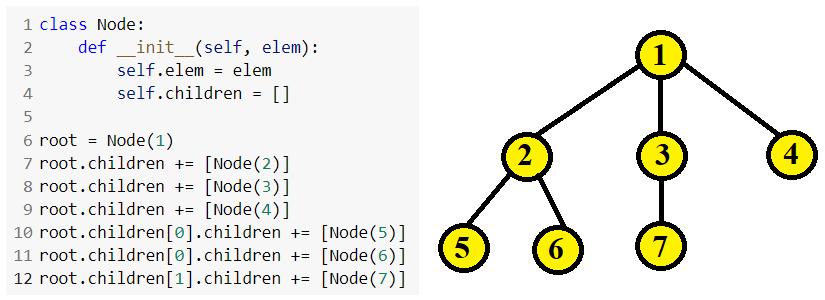 1 class Node:
2     def __init__(self, elem):
3         self.elem = elem
4         self.children = []
5
6 root = Node(1)
7 root.children += [Node(2)]
8 root.children += [Node(3)]
9 root.children += [Node(4)]
10 root.children[0].children += [Node(5)]
11 root.children[0].children += [Node(6)]
12 root.children[1].children += [Node(7)]
1
2 3 4
5 6 7